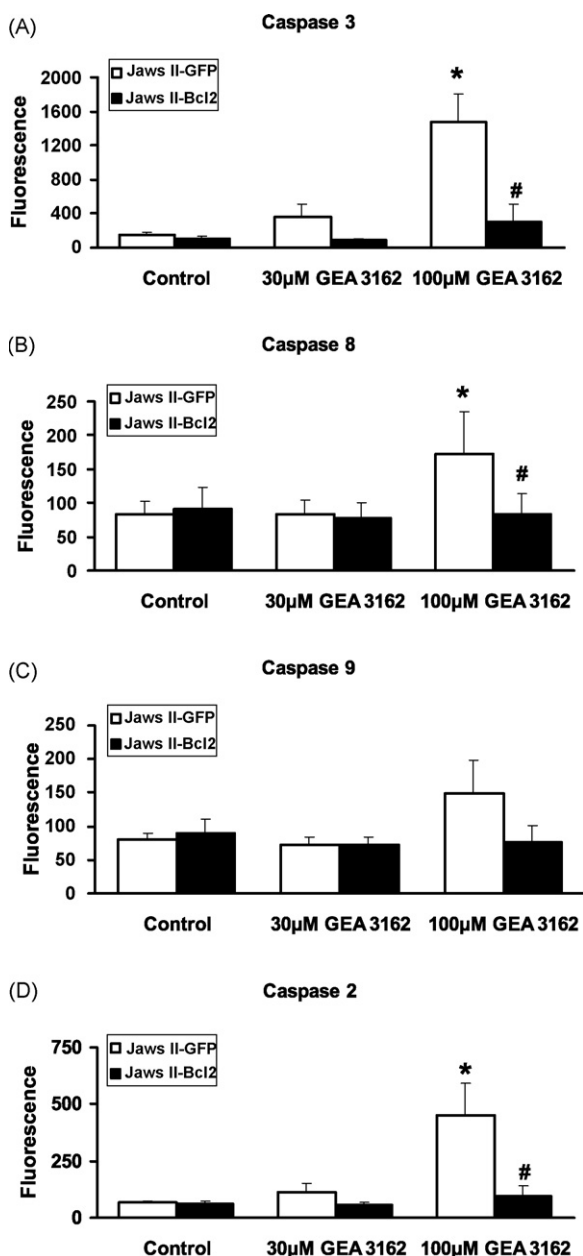 (A)
Caspase 3
Fluorescence
2000
1600
1200
800
400
0
Jaws II-GFP
Jaws II-Bcl2
*
#
Control
30µM GEA 3162
100µM GEA 3162
(B)
Caspase 8
Fluorescence
250
200
150
100
50
0
Jaws II-GFP
Jaws II-Bcl2
*
#
Control
30µM GEA 3162
100µM GEA 3162
(C)
Caspase 9
Fluorescence
250
200
150
100
50
0
Jaws II-GFP
Jaws II-Bcl2
Control
30µM GEA 3162
100µM GEA 3162
(D)
Caspase 2
Fluorescence
750
500
250
0
Jaws II-GFP
Jaws II-Bcl2
*
#
Control
30µM GEA 3162
100µM GEA 3162